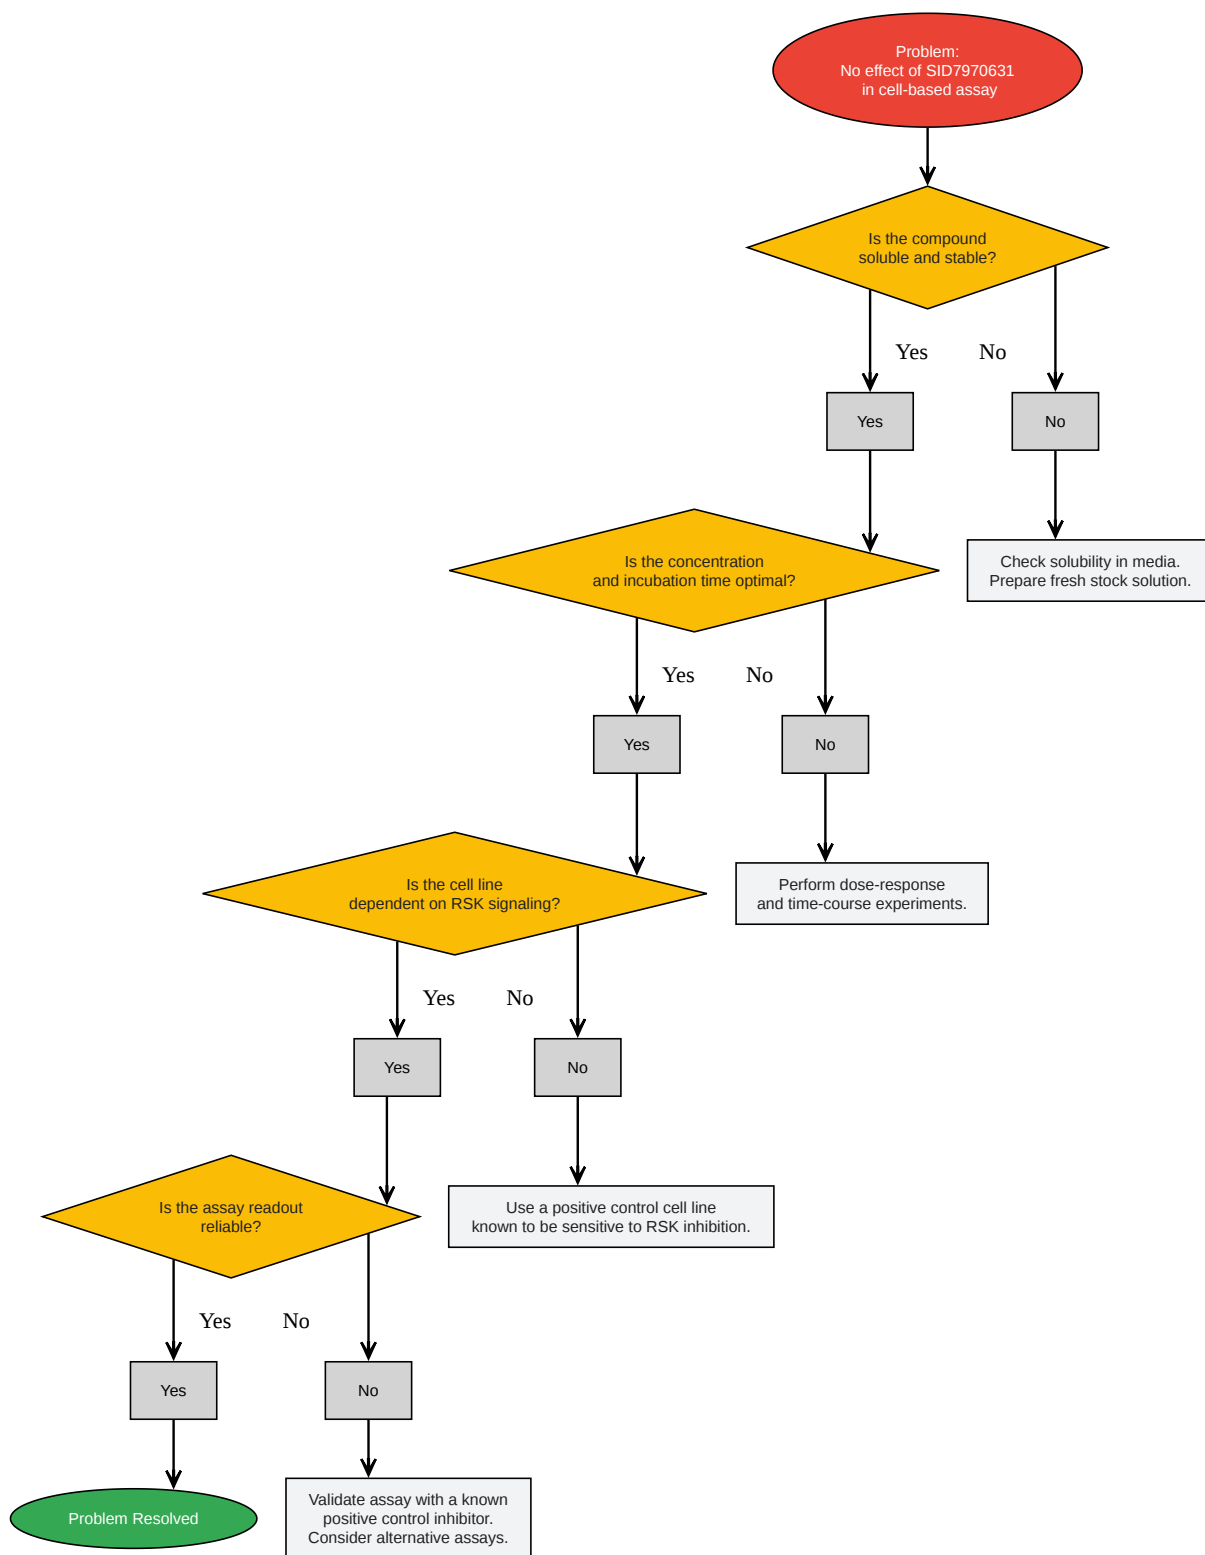 Problem:
No effect of SID7970631
in cell-based assay
Is the compound
soluble and stable?
Yes
No
Yes
No
Is the concentration
and incubation time optimal?
Check solubility in media.
Prepare fresh stock solution.
Yes
No
Yes
No
Is the cell line
dependent on RSK signaling?
Perform dose-response
and time-course experiments.
Yes
No
Yes
No
Is the assay readout
reliable?
Use a positive control cell line
known to be sensitive to RSK inhibition.
Yes
No
Yes
No
Problem Resolved
Validate assay with a known
positive control inhibitor.
Consider alternative assays.